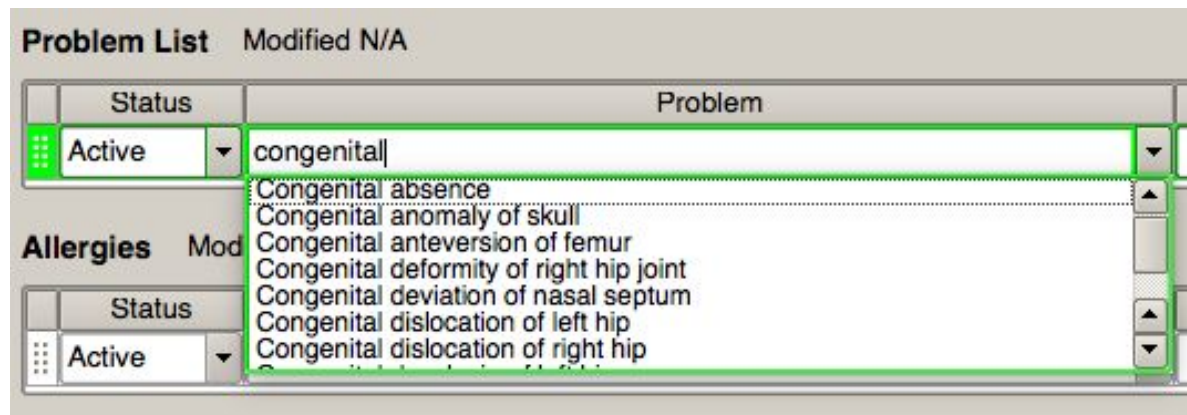 Problem List Modified N/A
Status Problem
Active congenital
Congenital absence
Congenital anomaly of skull
Congenital anteversion of femur
Allergies Mod
Congenital deformity of right hip joint
Congenital deviation of nasal septum
Status
Congenital dislocation of left hip
Active
Congenital dislocation of right hip